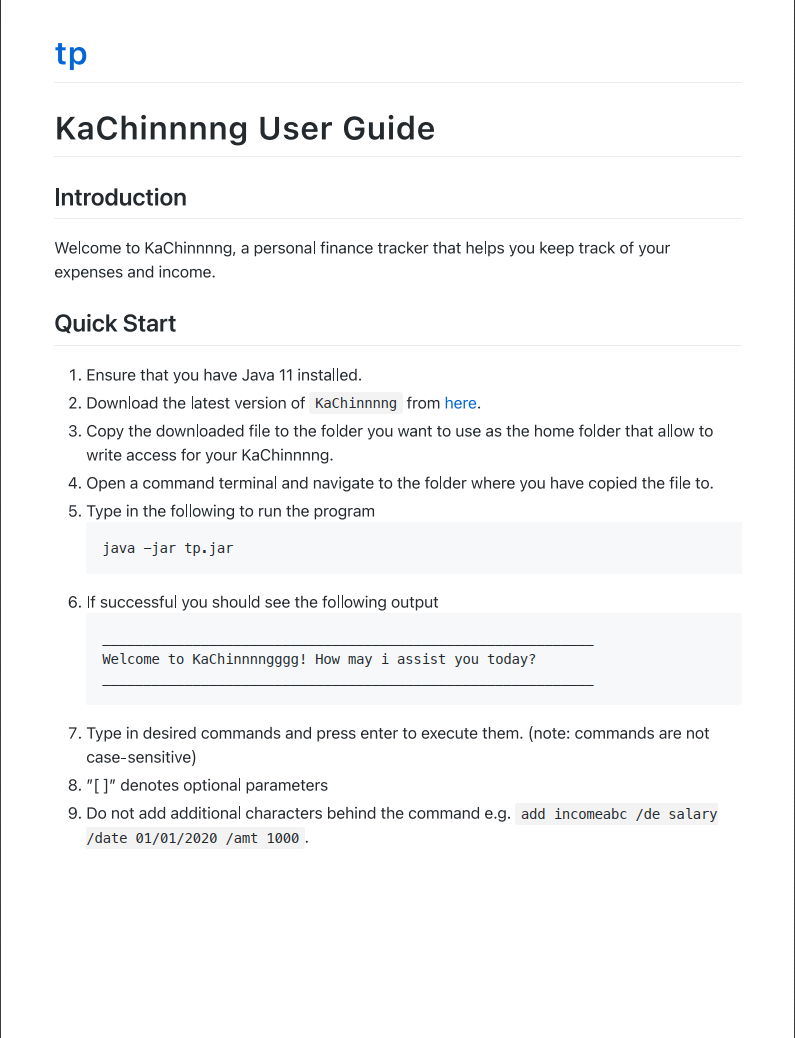 tp
KaChinnnng User Guide
Introduction
Welcome to KaChinnnng, a personal finance tracker that helps you keep track of your
expenses and income.
Quick Start
1. Ensure that you have Java 11 installed.
2. Download the latest version of KaChinnnng from here.
3. Copy the downloaded file to the folder you want to use as the home folder that allow to
write access for your KaChinnnng.
4. Open a command terminal and navigate to the folder where you have copied the file to.
5. Type in the following to run the program
java -jar tp.jar
6. If successful you should see the following output
____________________________________________________________
Welcome to KaChinnnngggg! How may i assist you today?
____________________________________________________________
7. Type in desired commands and press enter to execute them. (note: commands are not
case-sensitive)
8. "[ ]" denotes optional parameters
9. Do not add additional characters behind the command e.g. add incomeabc /de salary
/date 01/01/2020 /amt 1000 .